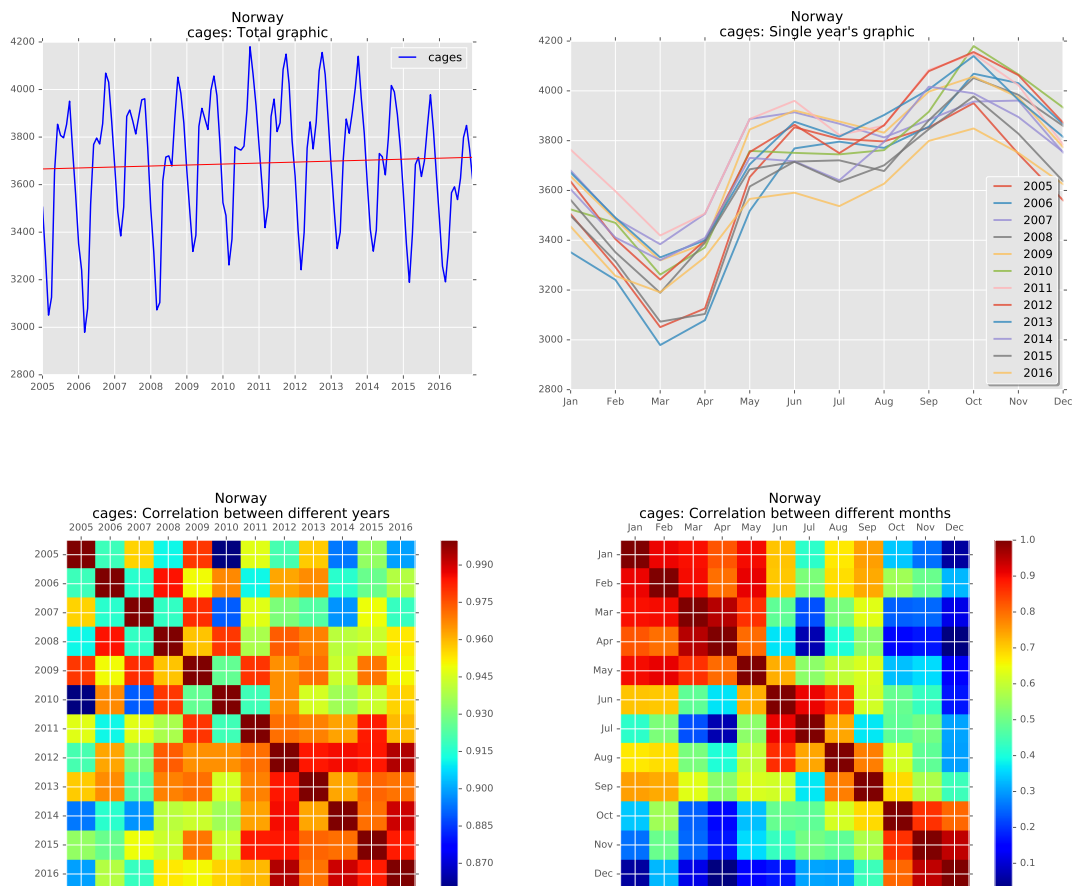 Norway
cages: Total graphic
4200
4000
3800
3600
3400
3200
3000
2800
2005 2006 2007 2008 2009 2010 2011 2012 2013 2014 2015 2016
cages
Norway
cages: Single year's graphic
4200
4000
3800
3600
3400
3200
3000
2800
Jan Feb Mar Apr May Jun Jul Aug Sep Oct Nov Dec
2005
2006
2007
2008
2009
2010
2011
2012
2013
2014
2015
2016
Norway
cages: Correlation between different years
2005 2006 2007 2008 2009 2010 2011 2012 2013 2014 2015 2016
2005
2006
2007
2008
2009
2010
2011
2012
2013
2014
2015
2016
0.990
0.975
0.960
0.945
0.930
0.915
0.900
0.885
0.870
Norway
cages: Correlation between different months
Jan Feb Mar Apr May Jun Jul Aug Sep Oct Nov Dec
Jan
Feb
Mar
Apr
May
Jun
Jul
Aug
Sep
Oct
Nov
Dec
1.0
0.9
0.8
0.7
0.6
0.5
0.4
0.3
0.2
0.1